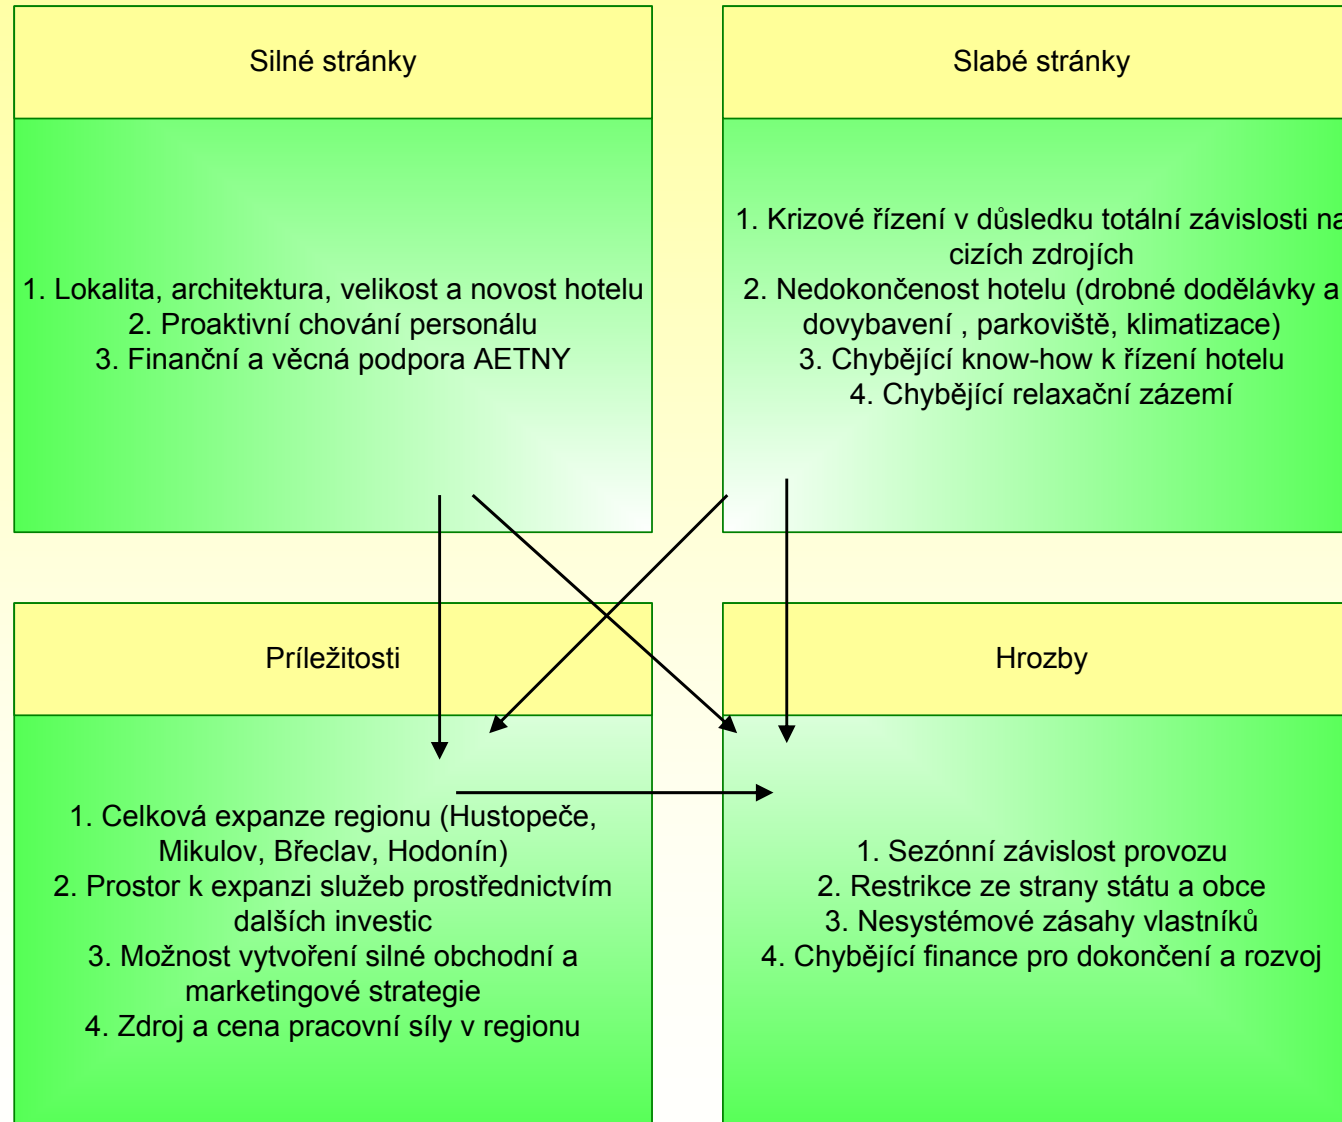 Silné stránky
1. Lokalita, architektura, velikost a novost hotelu
2. Proaktivní chování personálu
3. Finanční a věcná podpora AETNY
Slabé stránky
1. Krizové řízení v důsledku totální závislosti na
cizích zdrojích
2. Nedokončenost hotelu (drobné dodělávky a
dovybavení , parkoviště, klimatizace)
3. Chybějící know-how k řízení hotelu
4. Chybějící relaxační zázemí
Príležitosti
1. Celková expanze regionu (Hustopeče,
Mikulov, Břeclav, Hodonín)
2. Prostor k expanzi služeb prostřednictvím
dalších investic
3. Možnost vytvoření silné obchodní a
marketingové strategie
4. Zdroj a cena pracovní síly v regionu
Hrozby
1. Sezónní závislost provozu
2. Restrikce ze strany státu a obce
3. Nesystémové zásahy vlastníků
4. Chybějící finance pro dokončení a rozvoj